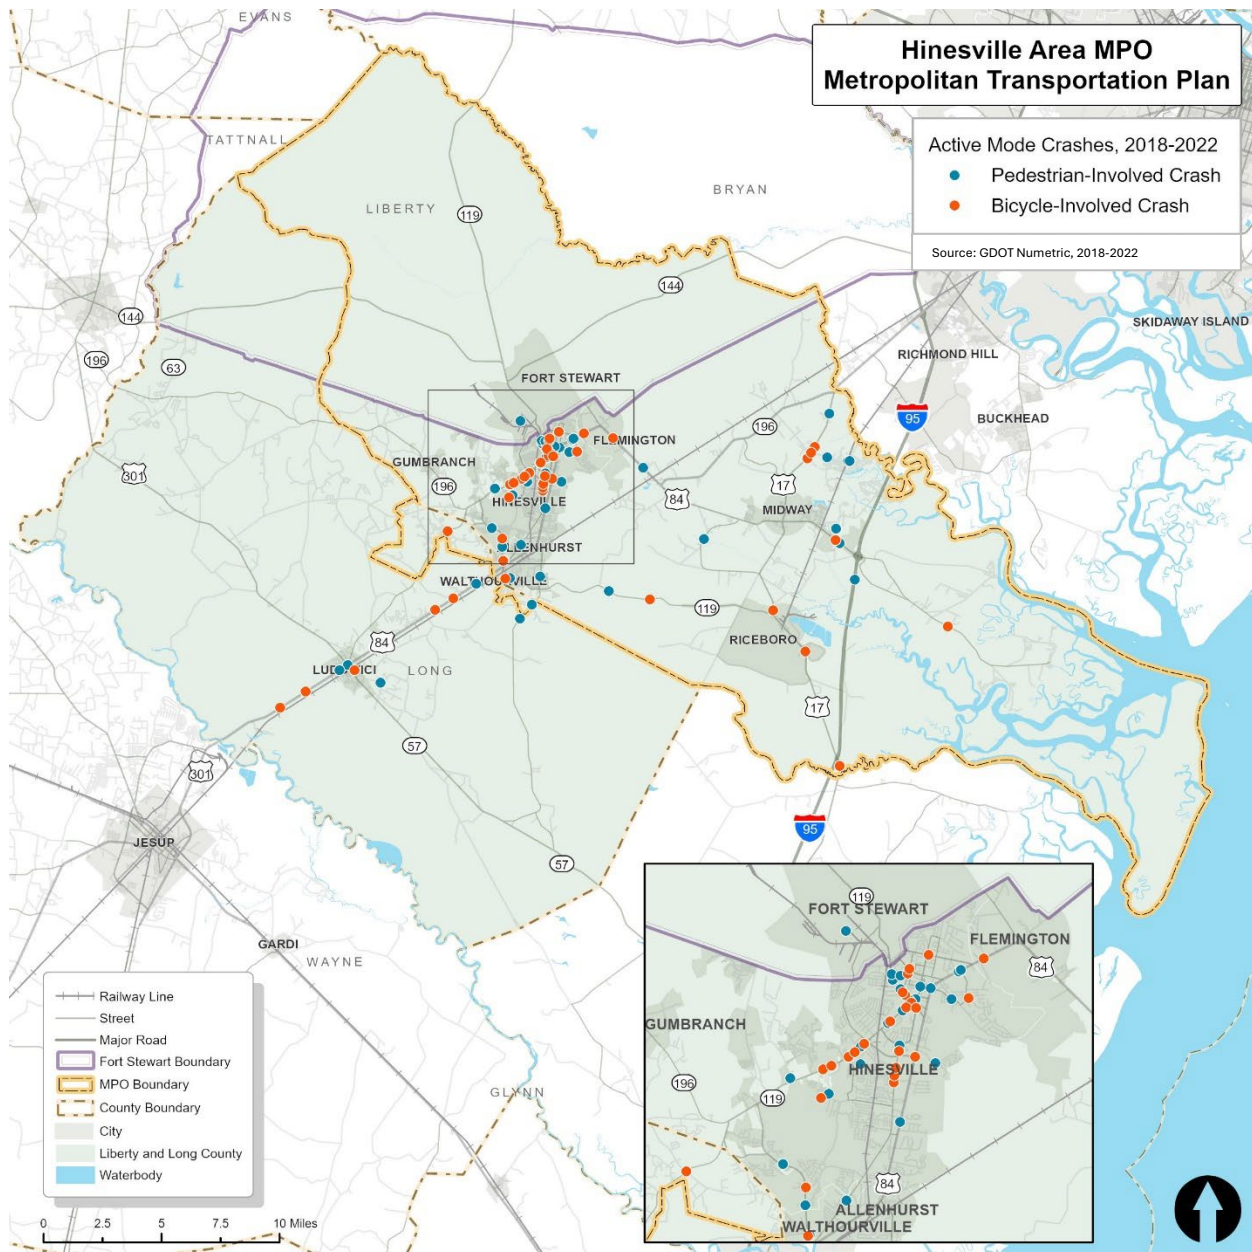 Hinesville Area MPO
Metropolitan Transportation Plan
Active Mode Crashes, 2018-2022
Pedestrian-Involved Crash
Bicycle-Involved Crash
Source: GDOT Numetric, 2018-2022
EVANS
TATTNALL
LIBERTY
119
BRYAN
144
144
SKIDAWAY ISLAND
196
63
RICHMOND HILL
FORT STEWART
95
BUCKHEAD
196
FLEMINGTON
GUMBRANCH
301
196
17
84
HINESVILLE
MIDWAY
ALLENHURST
WALTHOURVILLE
119
RICEBORO
84
LUDOWICI
LONG
17
57
301
95
JESUP
57
GARDI
WAYNE
GLYNN
119
FORT STEWART
FLEMINGTON
84
GUMBRANCH
HINESVILLE
196
119
84
ALLENHURST
WALTHOURVILLE
Railway Line
Street
Major Road
Fort Stewart Boundary
MPO Boundary
County Boundary
City
Liberty and Long County
Waterbody
0 2.5 5 7.5 10 Miles